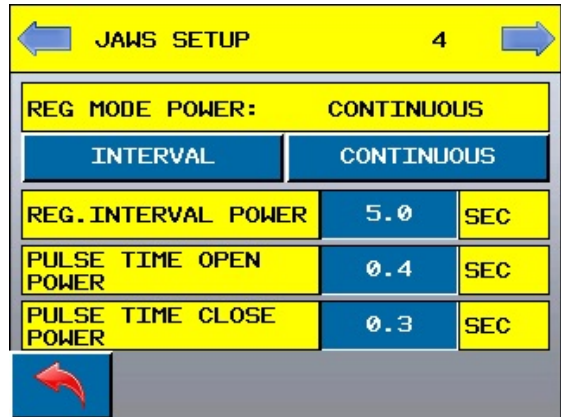 JAWS SETUP 4
REG MODE POWER: CONTINUOUS
INTERVAL CONTINUOUS
REG.INTERVAL POWER 5.0 SEC
PULSE TIME OPEN
POWER 0.4 SEC
PULSE TIME CLOSE
POWER 0.3 SEC